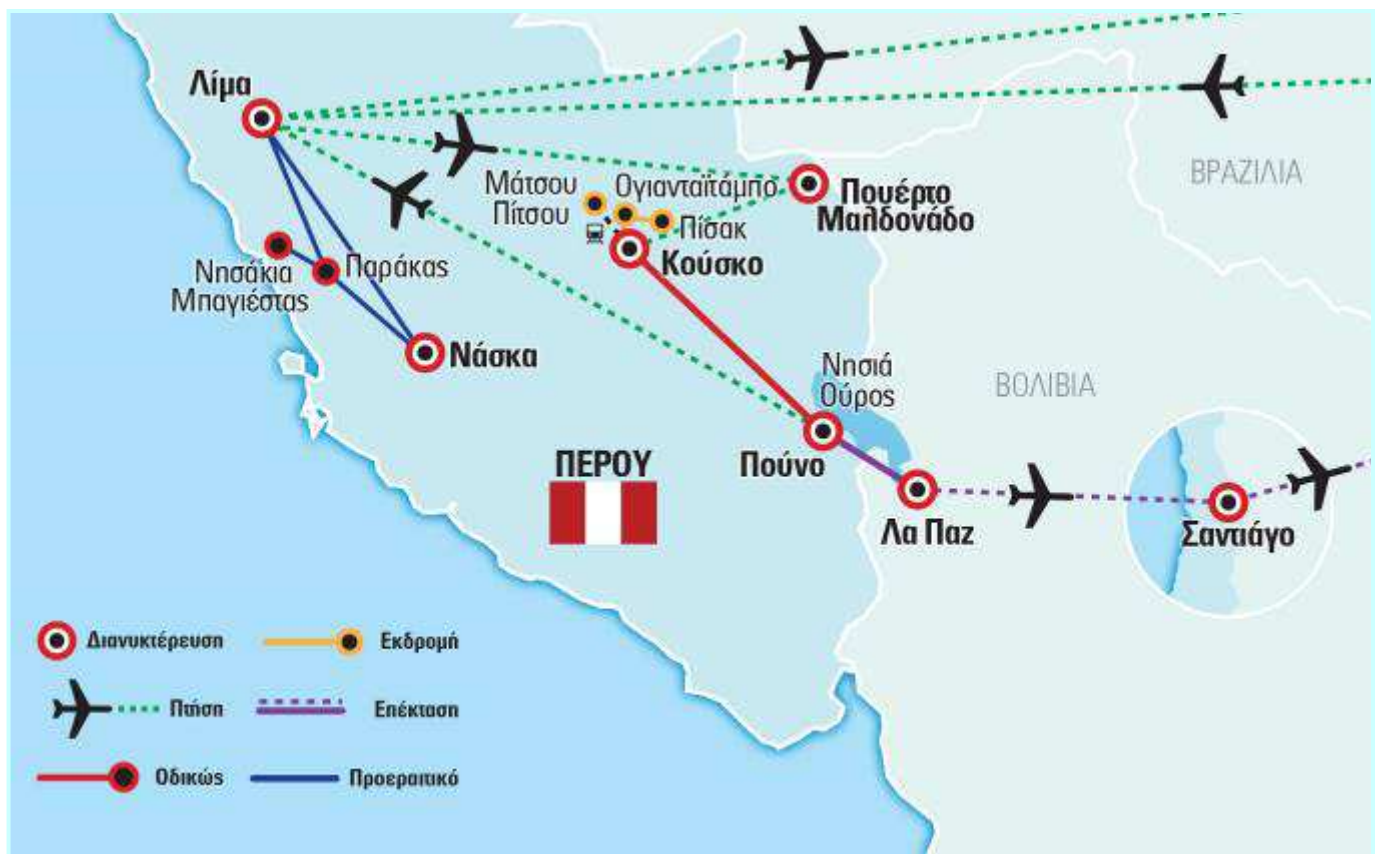 Λίμα
ΒΡΑΖΙΛΙΑ
Μάτσου
Πίτσου
Ογιανταϊτάμπο
Πίσακ
Πουέρτο
Μαλδονάδο
Κούσκο
Νησάκια
Μπαγιέστας
Παράκας
Νάσκα
Νησιά
Ούρος
ΒΟΛΙΒΙΑ
ΠΕΡΟΥ
Πούνο
Λα Παζ
Σαντιάγο
Διανυκτέρευση
Εκδρομή
Πτήση
Επέκταση
Οδικώς
Προεραιτικό